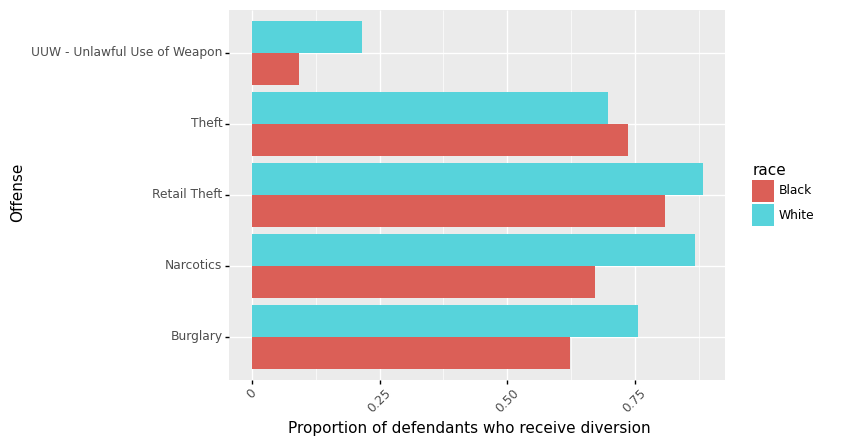 UUW - Unlawful Use of Weapon
Theft
Retail Theft
Narcotics
Burglary
Offense
0
0.25
0.50
0.75
Proportion of defendants who receive diversion
race
Black
White